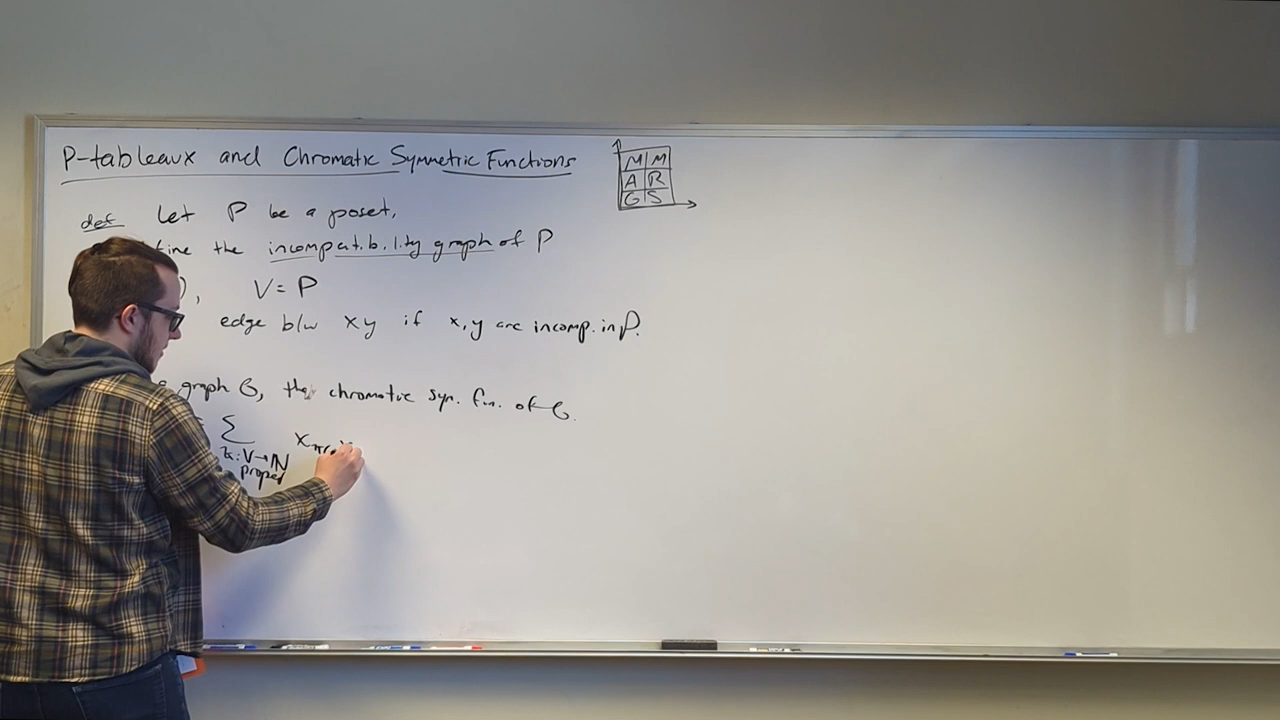 P-tableaux and Chromatic Symmetric Functions
M M
A R
G S
def Let P be a poset,
fine the incompatibility graph of P
), V = P
edge b/w xy if x,y are incomp. in P.
graph G, the chromatic sym. fn. of G.
Σ x
V→ℕ
proper